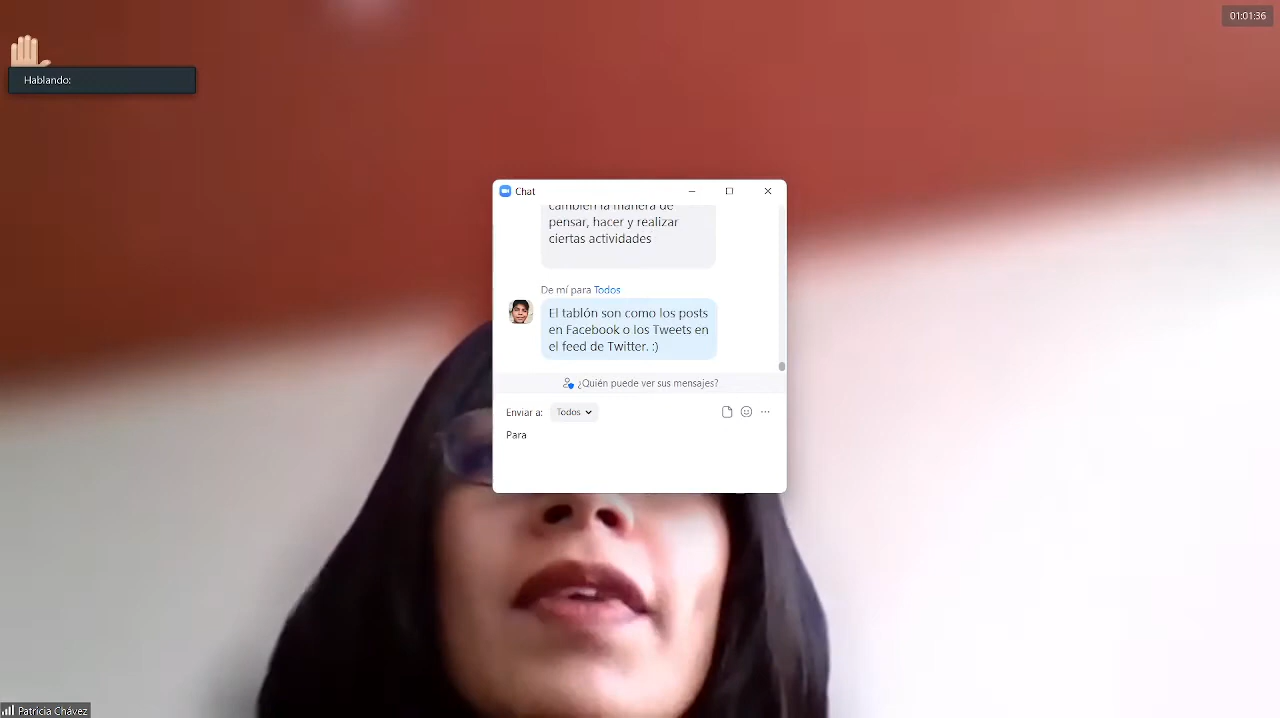 01:01:36
Hablando:
Chat
cambien la manera de
pensar, hacer y realizar
ciertas actividades
De mí para Todos
El tablón son como los posts
en Facebook o los Tweets en
el feed de Twitter. :)
¿Quién puede ver sus mensajes?
Enviar a: Todos
Para
Patricia Chávez